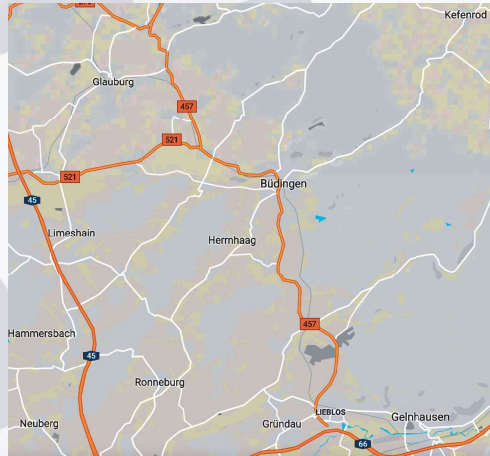 Kefenrod
Glauburg
457
521
521
Büdingen
45
Limeshain
Herrnhaag
457
Hammersbach
45
Ronneburg
LIEBLOS
Gelnhausen
Neuberg
Gründau
66